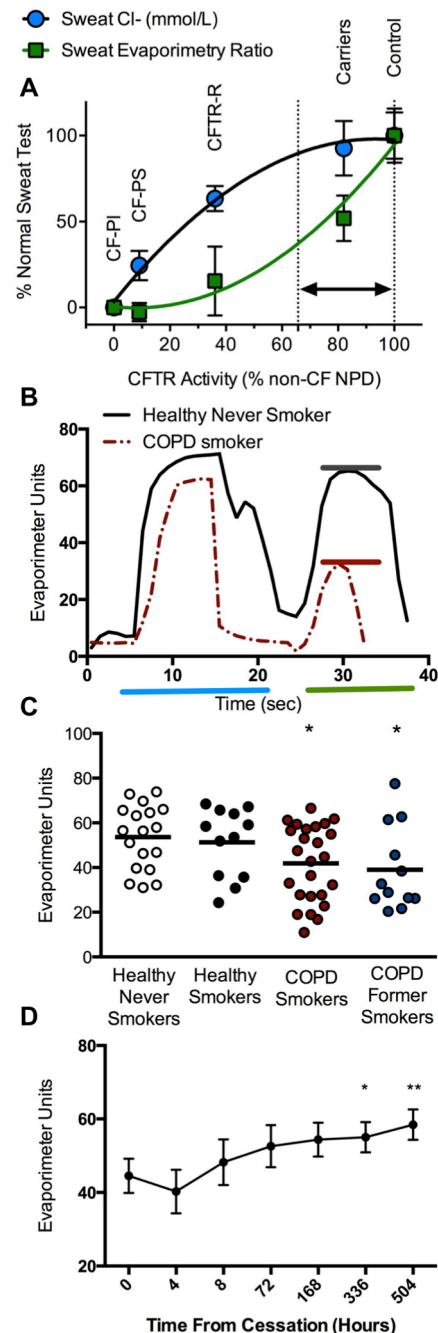 Sweat Cl- (mmol/L)
Sweat Evaporimetry Ratio
A
CF-PI
CF-PS
CFTR-R
Carriers
Control
% Normal Sweat Test
100
50
0
0 20 40 60 80 100
CFTR Activity (% non-CF NPD)
B
Healthy Never Smoker
COPD smoker
Evaporimeter Units
80
60
40
20
0
0 10 20 30 40
Time (sec)
C
* *
Evaporimeter Units
100
80
60
40
20
0
Healthy Never Smokers
Healthy Smokers
COPD Smokers
COPD Former Smokers
D
* **
Evaporimeter Units
80
60
40
20
0 4 8 72 168 336 504
Time From Cessation (Hours)